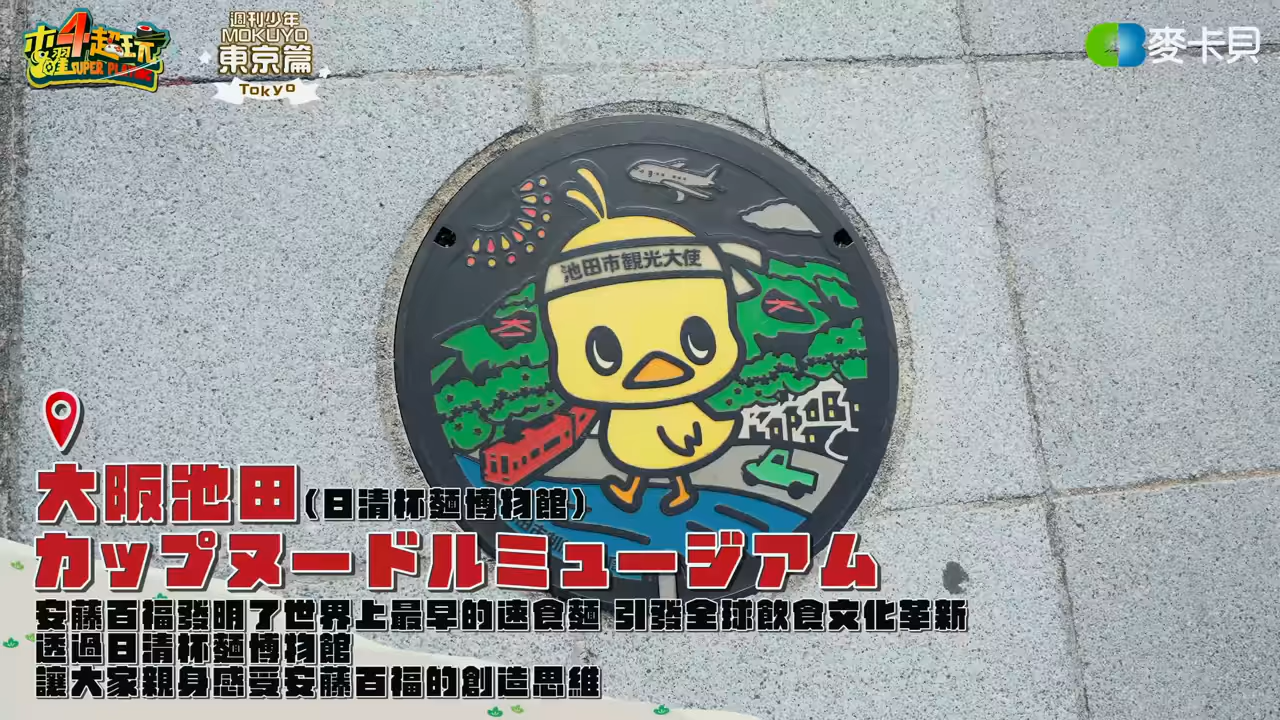 木曜4超玩
SUPER PLAYING
週刊少年
MOKUYO
東京篇
Tokyo
麥卡貝
池田市観光大使
大阪池田(日清杯麵博物館)
カップヌードルミュージアム
安藤百福發明了世界上最早的速食麵 引發全球飲食文化革新
透過日清杯麵博物館
讓大家親身感受安藤百福的創造思維